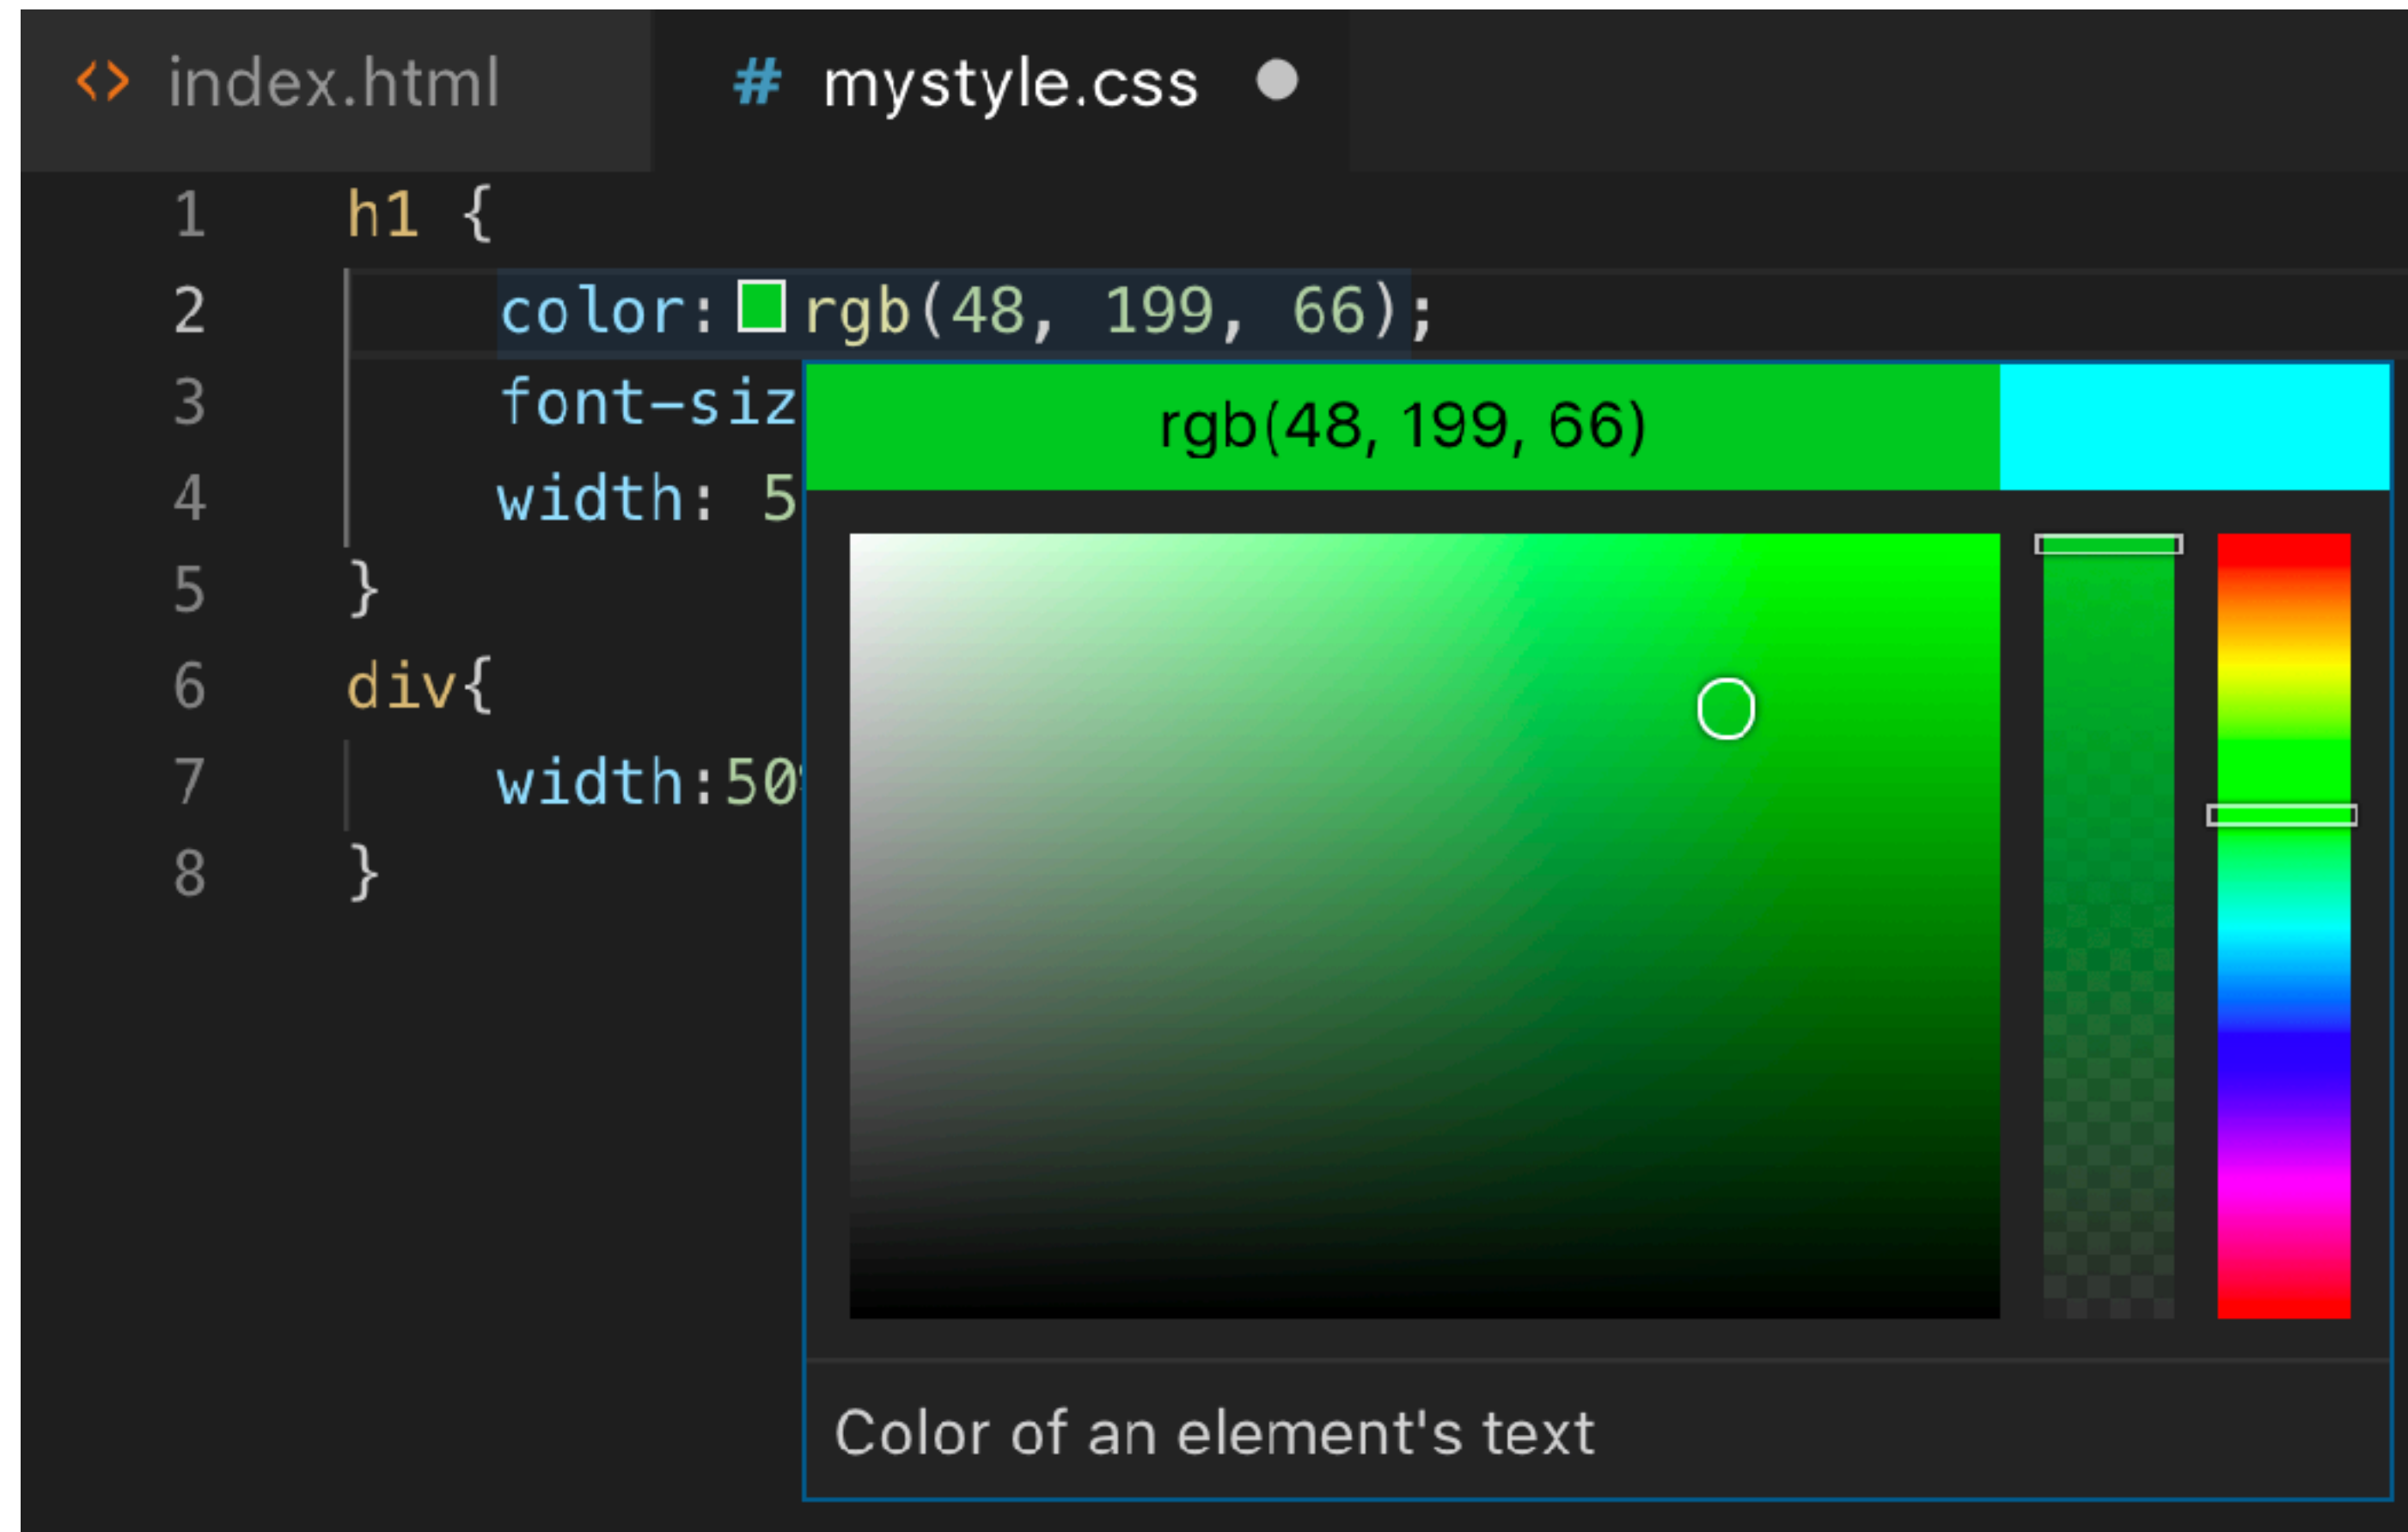 <> index.html # mystyle.css
1 h1 {
2 color: rgb(48, 199, 66);
3 font-siz
4 width: 5
5 }
6 div{
7 width:50
8 }
rgb(48, 199, 66)
Color of an element's text